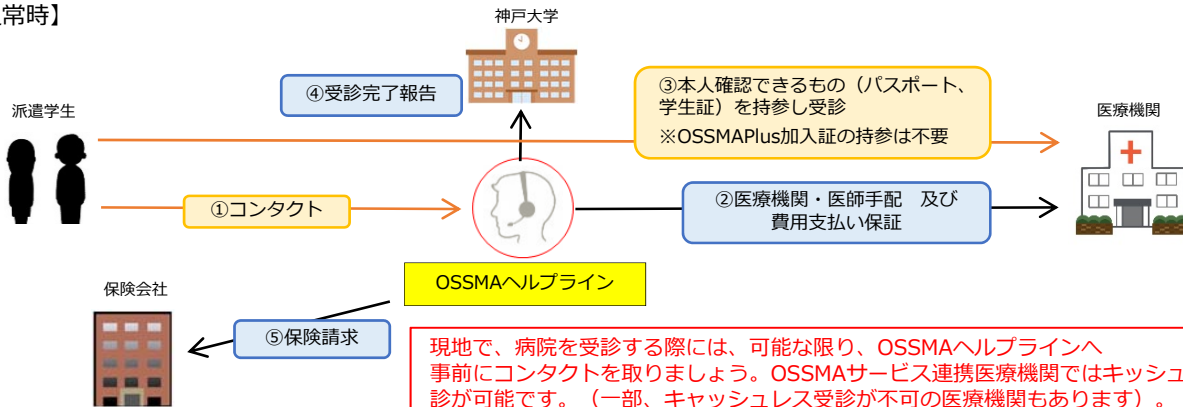 常時】
神戸大学
④受診完了報告
③本人確認できるもの（パスポート、
学生証）を持参し受診
※OSSMAPlus加入証の持参は不要
派遣学生
医療機関
①コンタクト
②医療機関・医師手配　及び
費用支払い保証
OSSMAヘルプライン
保険会社
⑤保険請求
現地で、病院を受診する際には、可能な限り、OSSMAヘルプラインへ
事前にコンタクトを取りましょう。OSSMAサービス連携医療機関ではキッシュ
診が可能です。（一部、キャッシュレス受診が不可の医療機関もあります）。